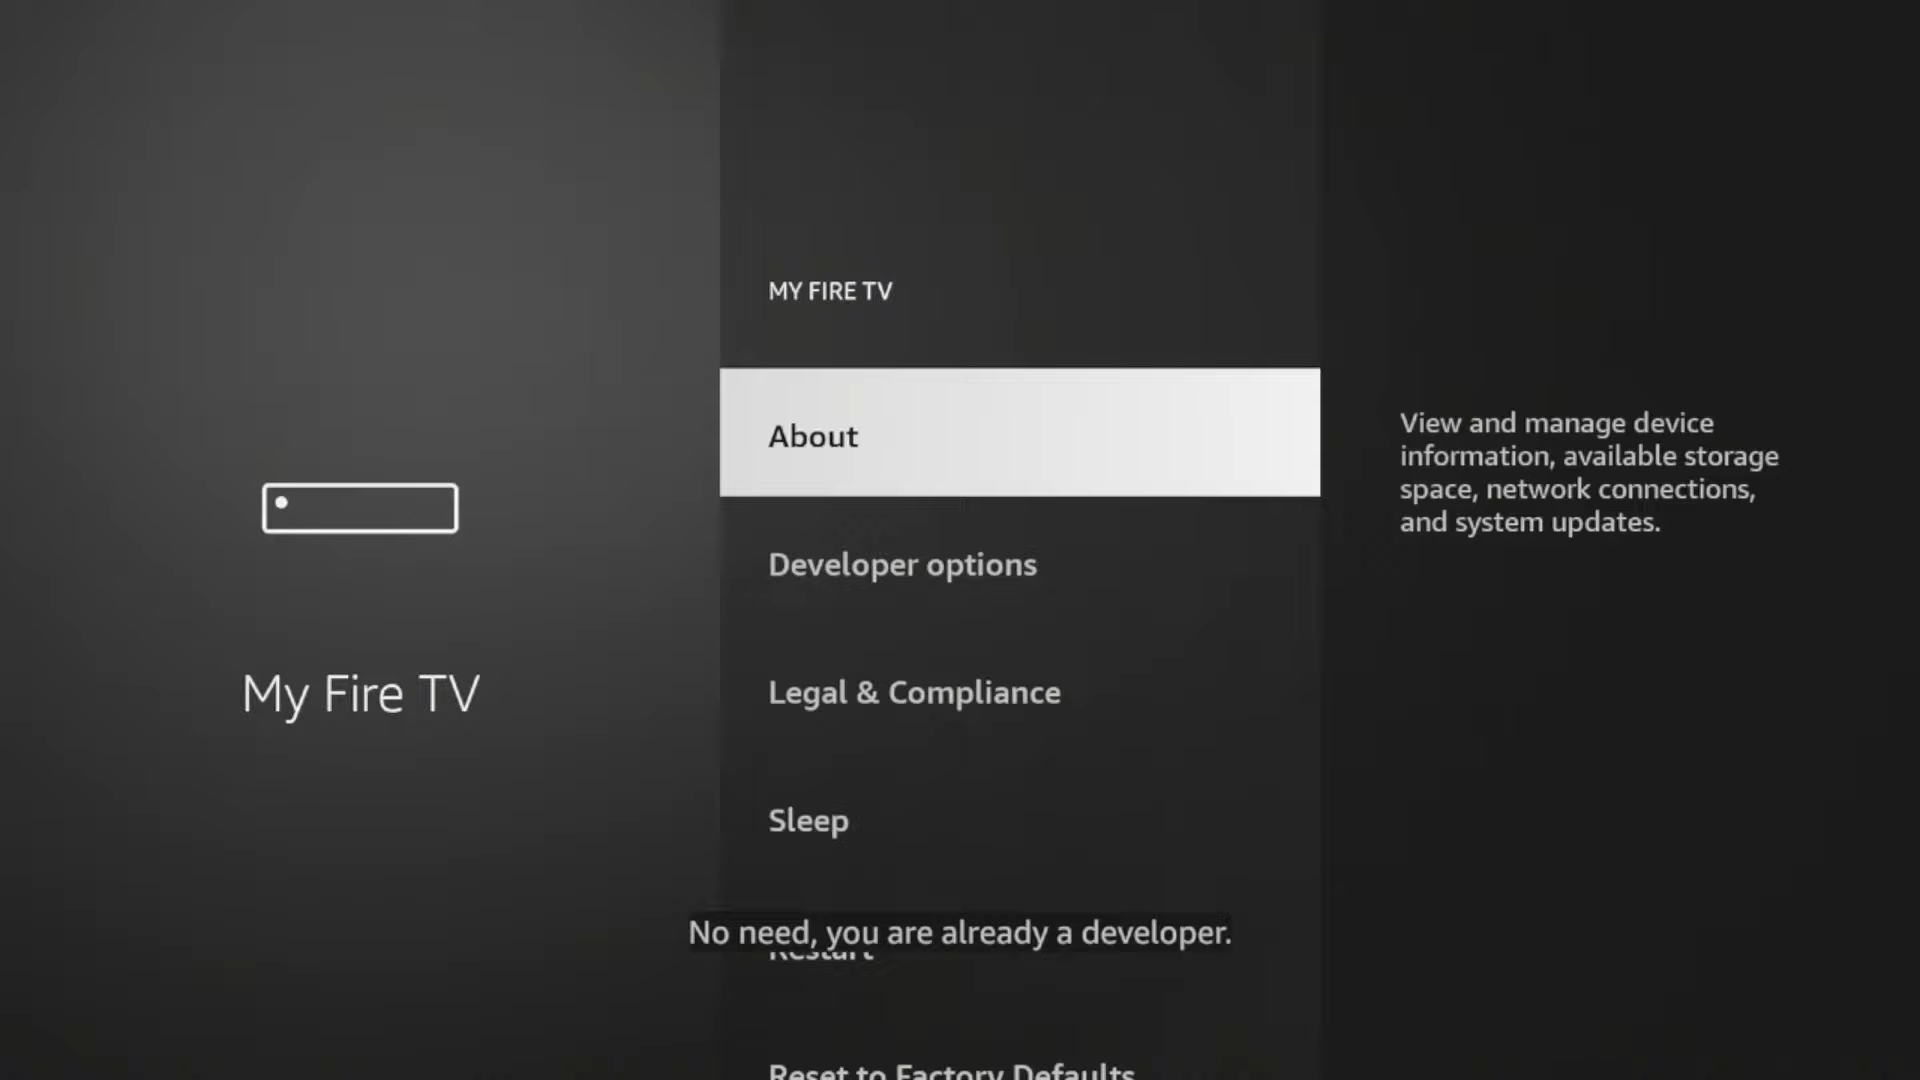 MY FIRE TV
About
View and manage device
information, available storage
space, network connections,
and system updates.
Developer options
Legal & Compliance
My Fire TV
Sleep
No need, you are already a developer.
Restart
Reset to Factory Defaults